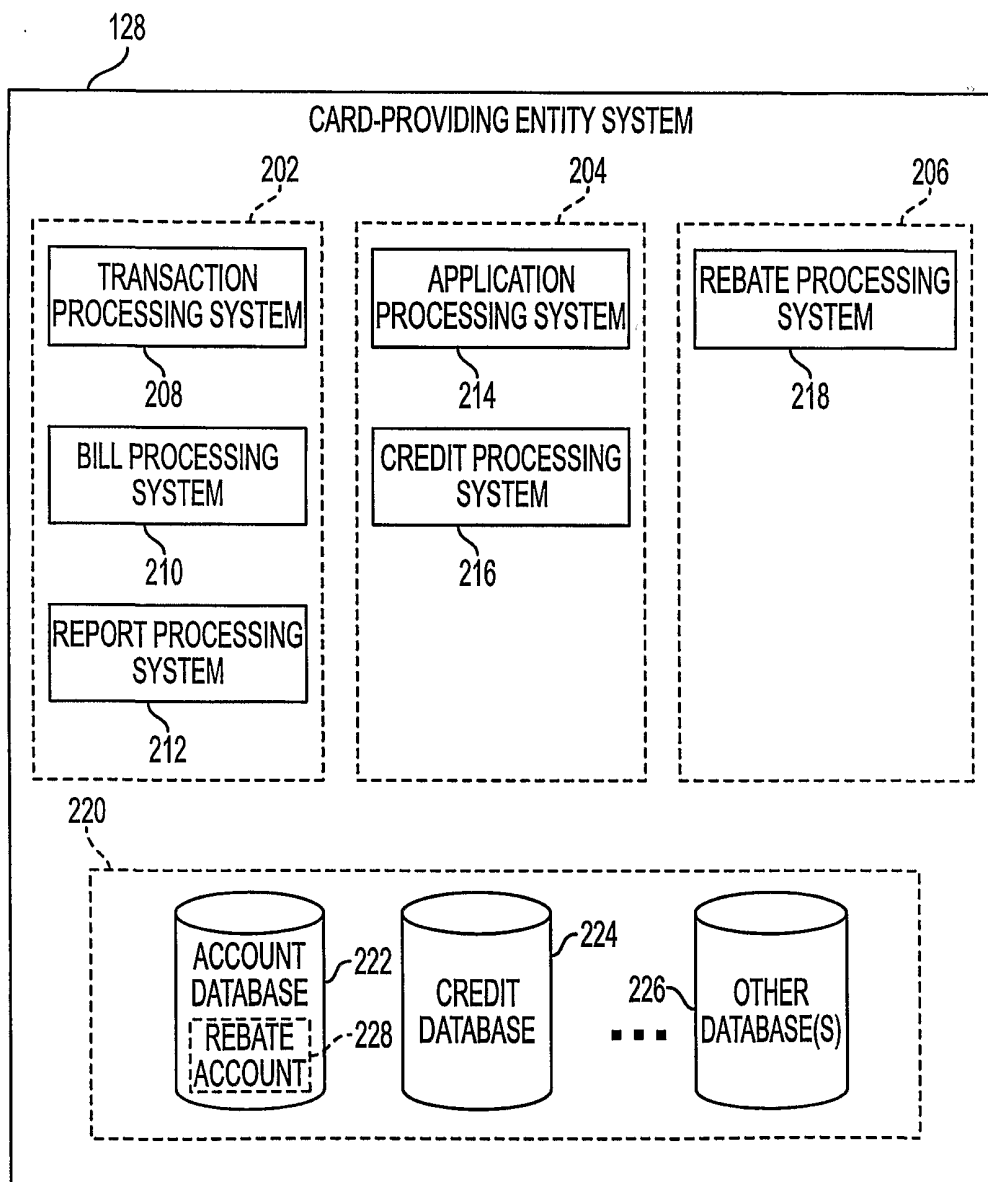 128
CARD-PROVIDING ENTITY SYSTEM
202
204
206
TRANSACTION
PROCESSING SYSTEM
208
BILL PROCESSING
SYSTEM
210
REPORT PROCESSING
SYSTEM
212
APPLICATION
PROCESSING SYSTEM
214
CREDIT PROCESSING
SYSTEM
216
REBATE PROCESSING
SYSTEM
218
220
ACCOUNT
DATABASE
222
REBATE
ACCOUNT
228
CREDIT
DATABASE
224
226
OTHER
DATABASE(S)